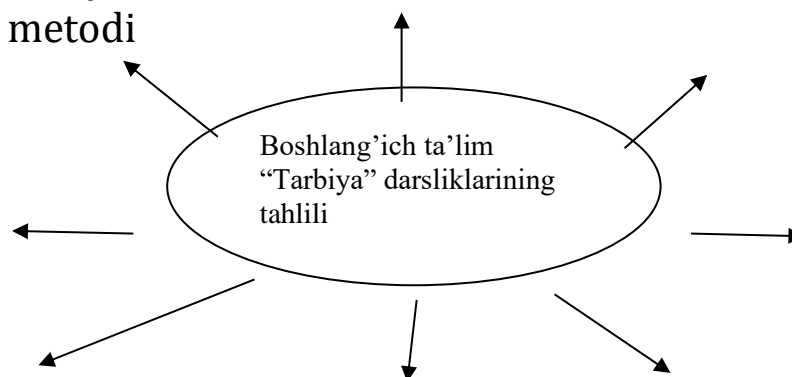 metodi
Boshlang’ich ta’lim
“Tarbiya” darsliklarining
tahlili